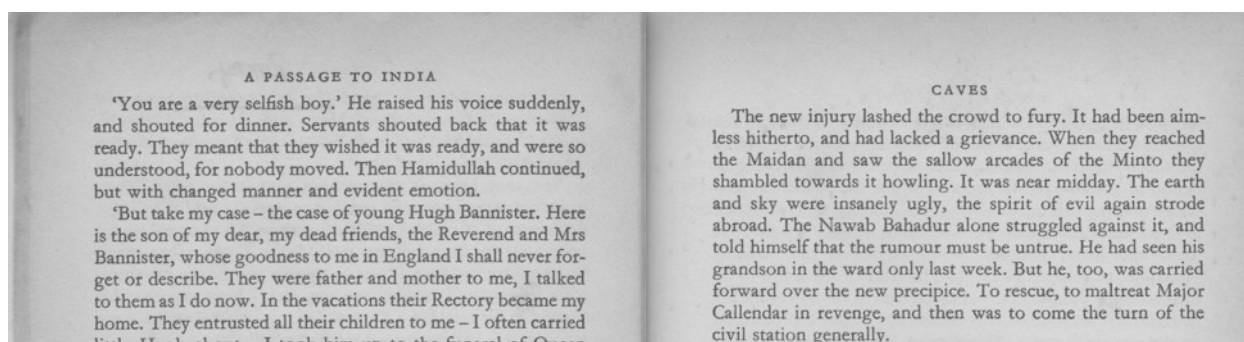 A PASSAGE TO INDIA
‘You are a very selfish boy.’ He raised his voice suddenly,
and shouted for dinner. Servants shouted back that it was
ready. They meant that they wished it was ready, and were so
understood, for nobody moved. Then Hamidullah continued,
but with changed manner and evident emotion.
‘But take my case – the case of young Hugh Bannister. Here
is the son of my dear, my dead friends, the Reverend and Mrs
Bannister, whose goodness to me in England I shall never for-
get or describe. They were father and mother to me, I talked
to them as I do now. In the vacations their Rectory became my
home. They entrusted all their children to me – I often carried
little Hugh about – I took him up to the funeral of Queen
CAVES
The new injury lashed the crowd to fury. It had been aim-
less hitherto, and had lacked a grievance. When they reached
the Maidan and saw the sallow arcades of the Minto they
shambled towards it howling. It was near midday. The earth
and sky were insanely ugly, the spirit of evil again strode
abroad. The Nawab Bahadur alone struggled against it, and
told himself that the rumour must be untrue. He had seen his
grandson in the ward only last week. But he, too, was carried
forward over the new precipice. To rescue, to maltreat Major
Callendar in revenge, and then was to come the turn of the
civil station generally.